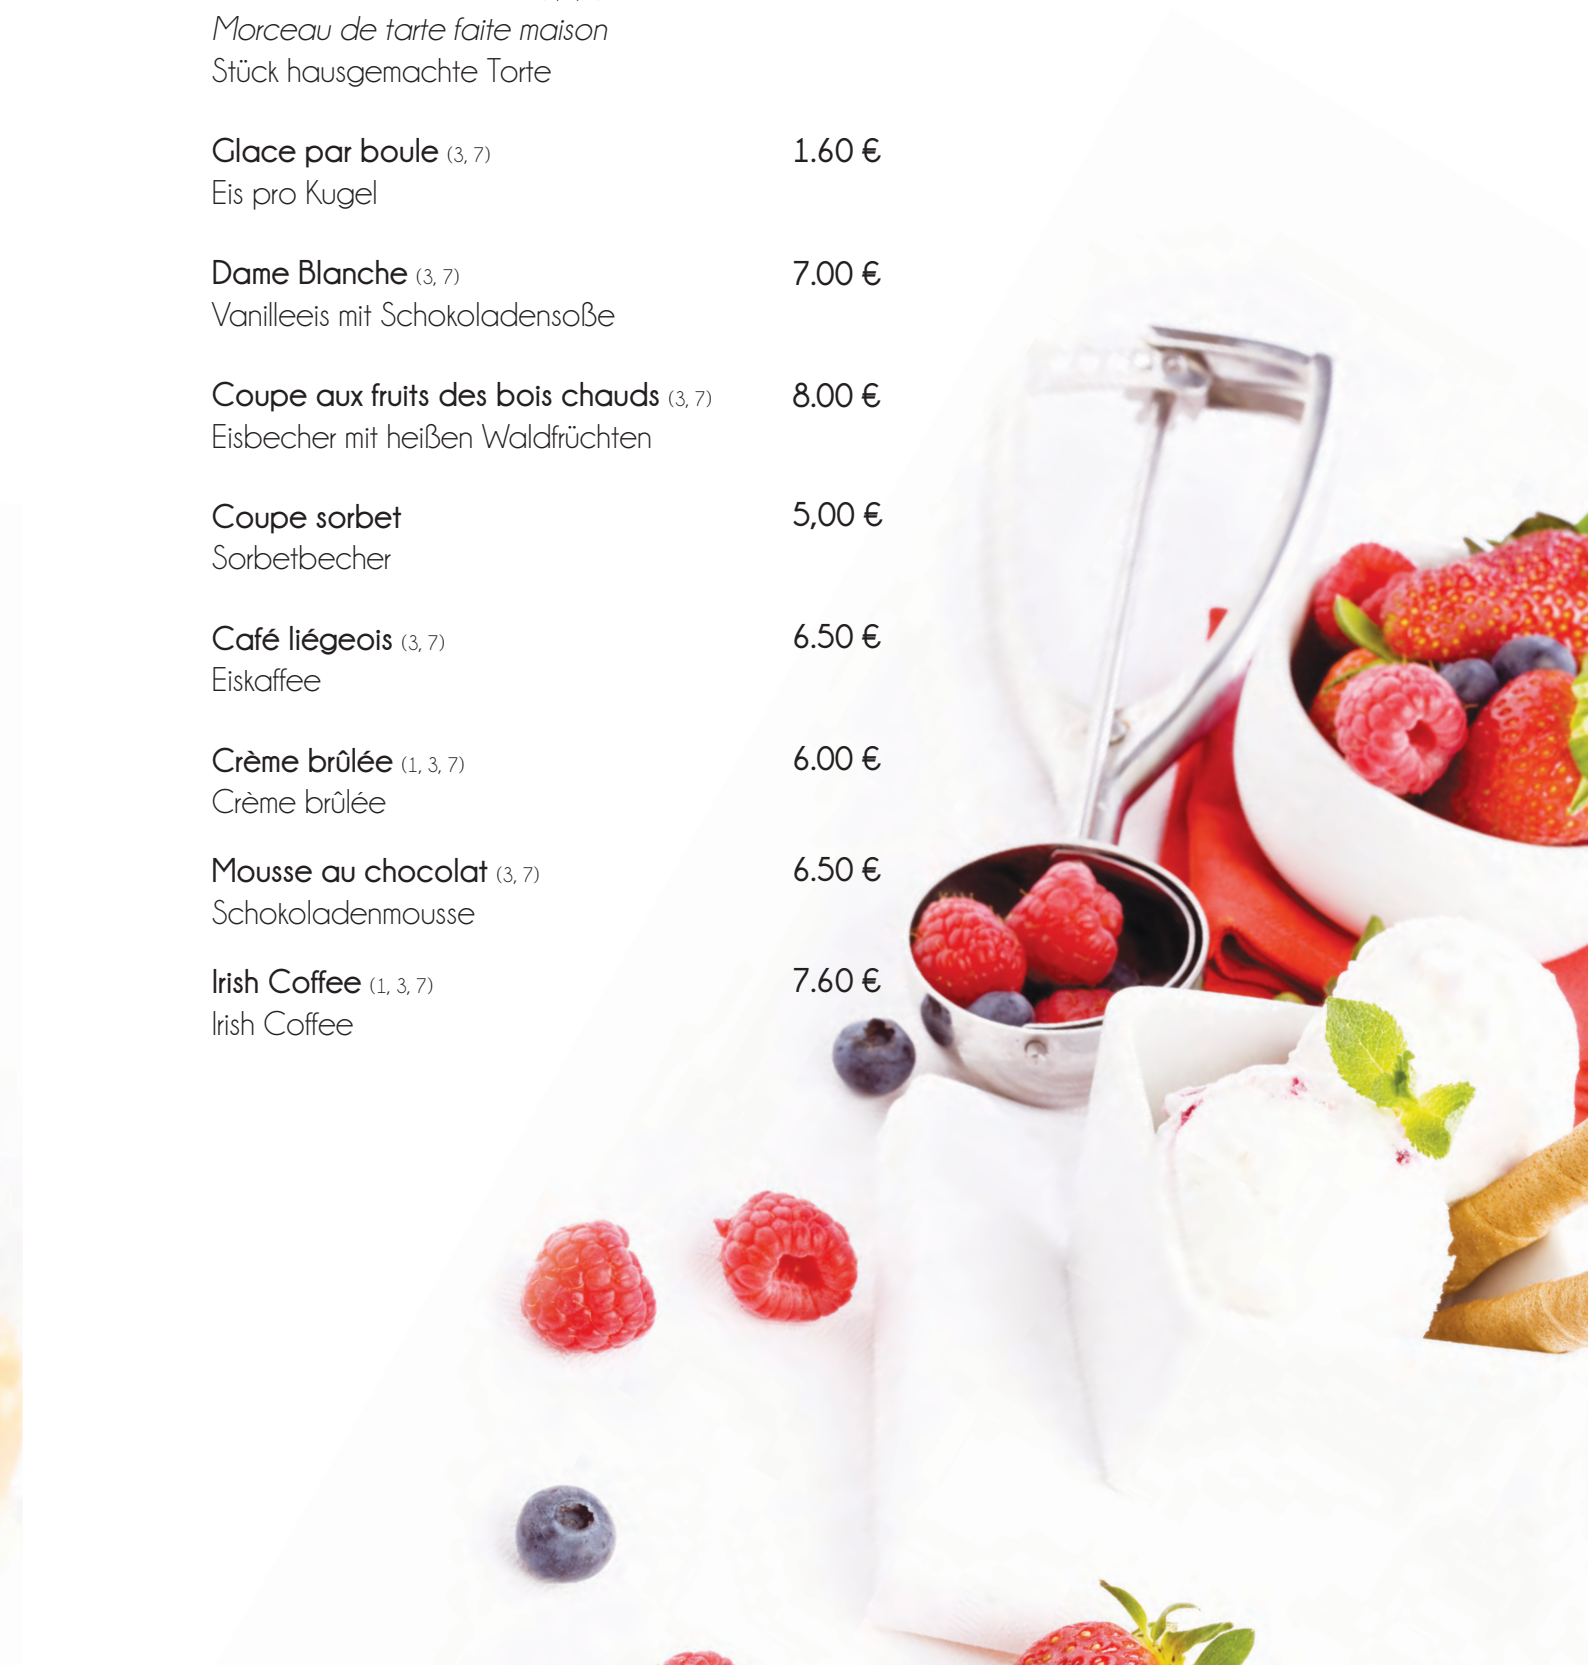 Morceau de tarte faite maison
Stück hausgemachte Torte
Glace par boule (3, 7) 1.60 €
Eis pro Kugel
Dame Blanche (3, 7) 7.00 €
Vanilleeis mit Schokoladensoße
Coupe aux fruits des bois chauds (3, 7) 8.00 €
Eisbecher mit heißen Waldfrüchten
Coupe sorbet 5,00 €
Sorbetbecher
Café liégeois (3, 7) 6.50 €
Eiskaffee
Crème brûlée (1, 3, 7) 6.00 €
Crème brûlée
Mousse au chocolat (3, 7) 6.50 €
Schokoladenmousse
Irish Coffee (1, 3, 7) 7.60 €
Irish Coffee